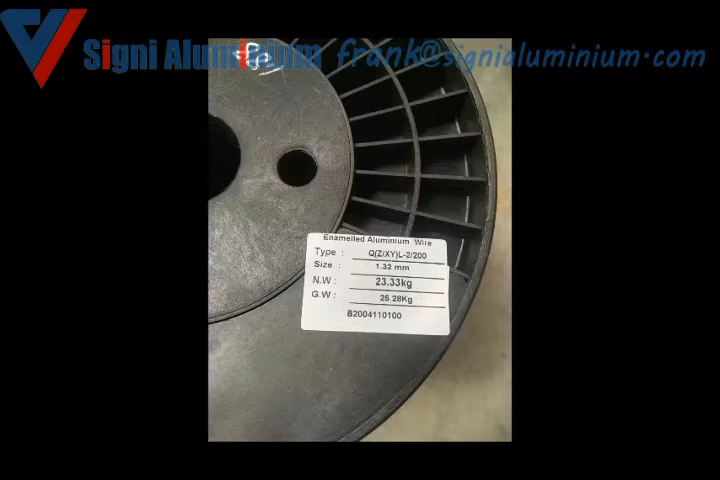 Signi Aluminium frank@signialuminium.com
Enamelled Aluminium Wire
Type : Q(Z/XY)L-2/200
Size : 1.32 mm
N.W : 23.33kg
G.W : 25.28Kg
B2004110100